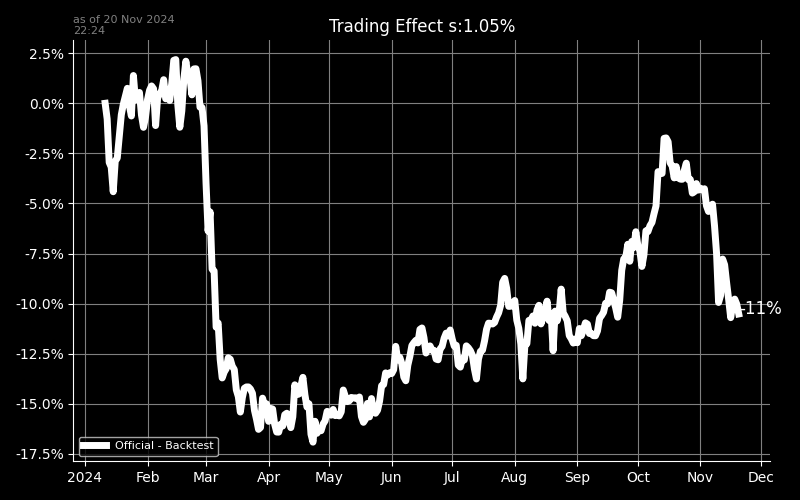 as of 20 Nov 2024
22:24
Trading Effect s:1.05%
2.5%
0.0%
-2.5%
-5.0%
-7.5%
-10.0%
-12.5%
-15.0%
-17.5%
-11%
Official - Backtest
2024 Feb Mar Apr May Jun Jul Aug Sep Oct Nov Dec